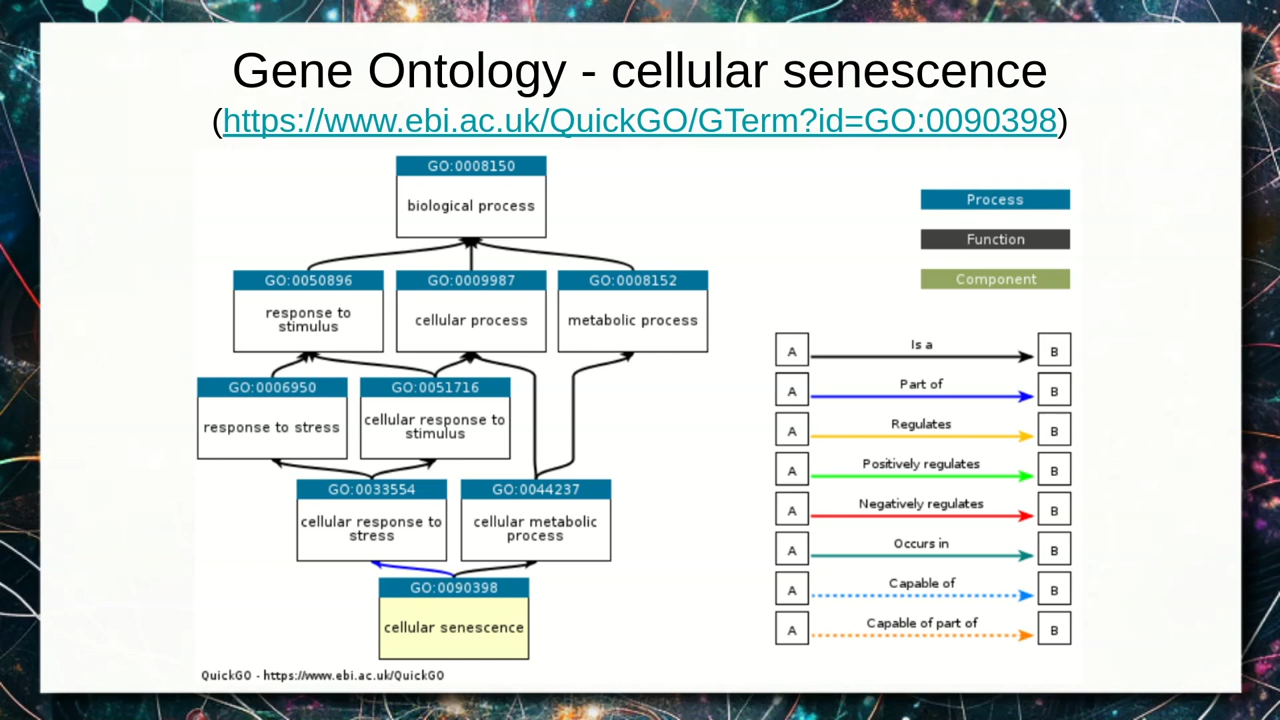 Gene Ontology - cellular senescence
(https://www.ebi.ac.uk/QuickGO/GTerm?id=GO:0090398)
GO:0008150
biological process
GO:0050896
response to
stimulus
GO:0009987
cellular process
GO:0008152
metabolic process
GO:0006950
response to stress
GO:0051716
cellular response to
stimulus
GO:0033554
cellular response to
stress
GO:0044237
cellular metabolic
process
GO:0090398
cellular senescence
QuickGO - https://www.ebi.ac.uk/QuickGO
Process
Function
Component
A Is a B
A Part of B
A Regulates B
A Positively regulates B
A Negatively regulates B
A Occurs in B
A Capable of B
A Capable of part of B